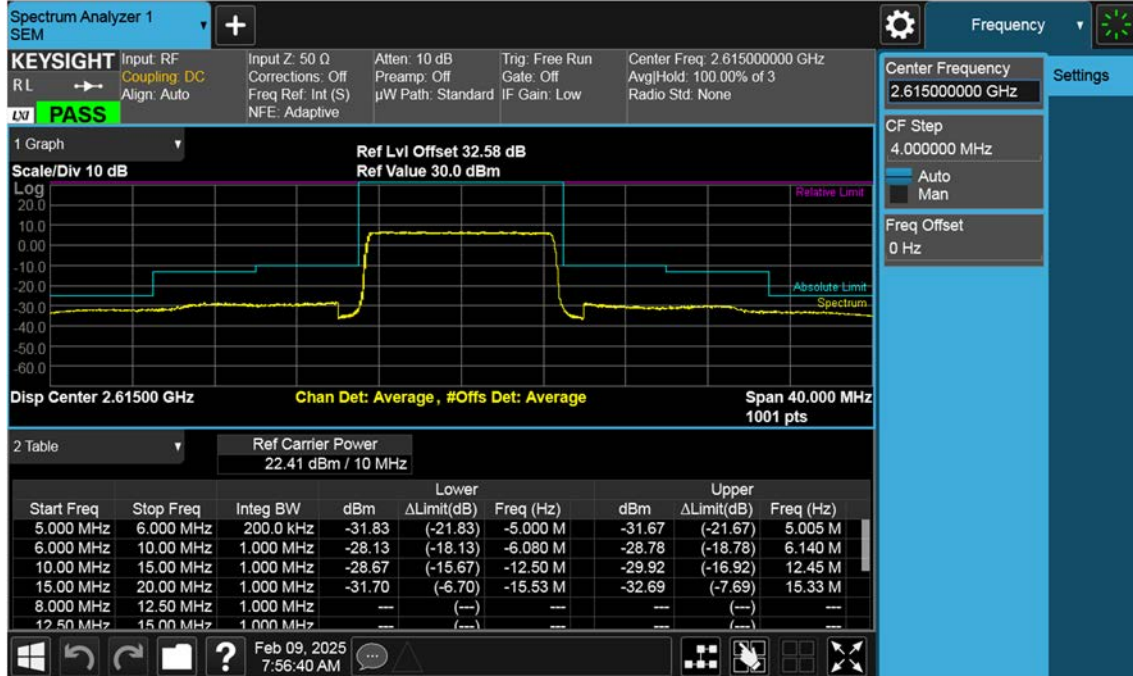 Spectrum Analyzer 1
SEM
Frequency
KEYSIGHT
R L
LXI
PASS
Input: RF
Coupling: DC
Align: Auto
Input Z: 50 Ω
Corrections: Off
Freq Ref: Int (S)
NFE: Adaptive
Atten: 10 dB
Preamp: Off
µW Path: Standard
Trig: Free Run
Gate: Off
IF Gain: Low
Center Freq: 2.615000000 GHz
Avg|Hold: 100.00% of 3
Radio Std: None
Center Frequency
2.615000000 GHz
Settings
CF Step
4.000000 MHz
Auto
Man
Freq Offset
0 Hz
1 Graph
Scale/Div 10 dB
Ref Lvl Offset 32.58 dB
Ref Value 30.0 dBm
Log
Relative Limit
20.0
10.0
0.00
-10.0
-20.0
-30.0
-40.0
-50.0
-60.0
Absolute Limit
Spectrum
Disp Center 2.61500 GHz
Chan Det: Average, #Offs Det: Average
Span 40.000 MHz
1001 pts
2 Table
Ref Carrier Power
22.41 dBm / 10 MHz
Lower Upper
Start Freq Stop Freq Integ BW dBm ΔLimit(dB) Freq (Hz) dBm ΔLimit(dB) Freq (Hz)
5.000 MHz 6.000 MHz 200.0 kHz -31.83 (-21.83) -5.000 M -31.67 (-21.67) 5.005 M
6.000 MHz 10.00 MHz 1.000 MHz -28.13 (-18.13) -6.080 M -28.78 (-18.78) 6.140 M
10.00 MHz 15.00 MHz 1.000 MHz -28.67 (-15.67) -12.50 M -29.92 (-16.92) 12.45 M
15.00 MHz 20.00 MHz 1.000 MHz -31.70 (-6.70) -15.53 M -32.69 (-7.69) 15.33 M
8.000 MHz 12.50 MHz 1.000 MHz --- (---) --- --- (---) ---
12.50 MHz 15.00 MHz 1.000 MHz --- (---) --- --- (---) ---
Feb 09, 2025
7:56:40 AM